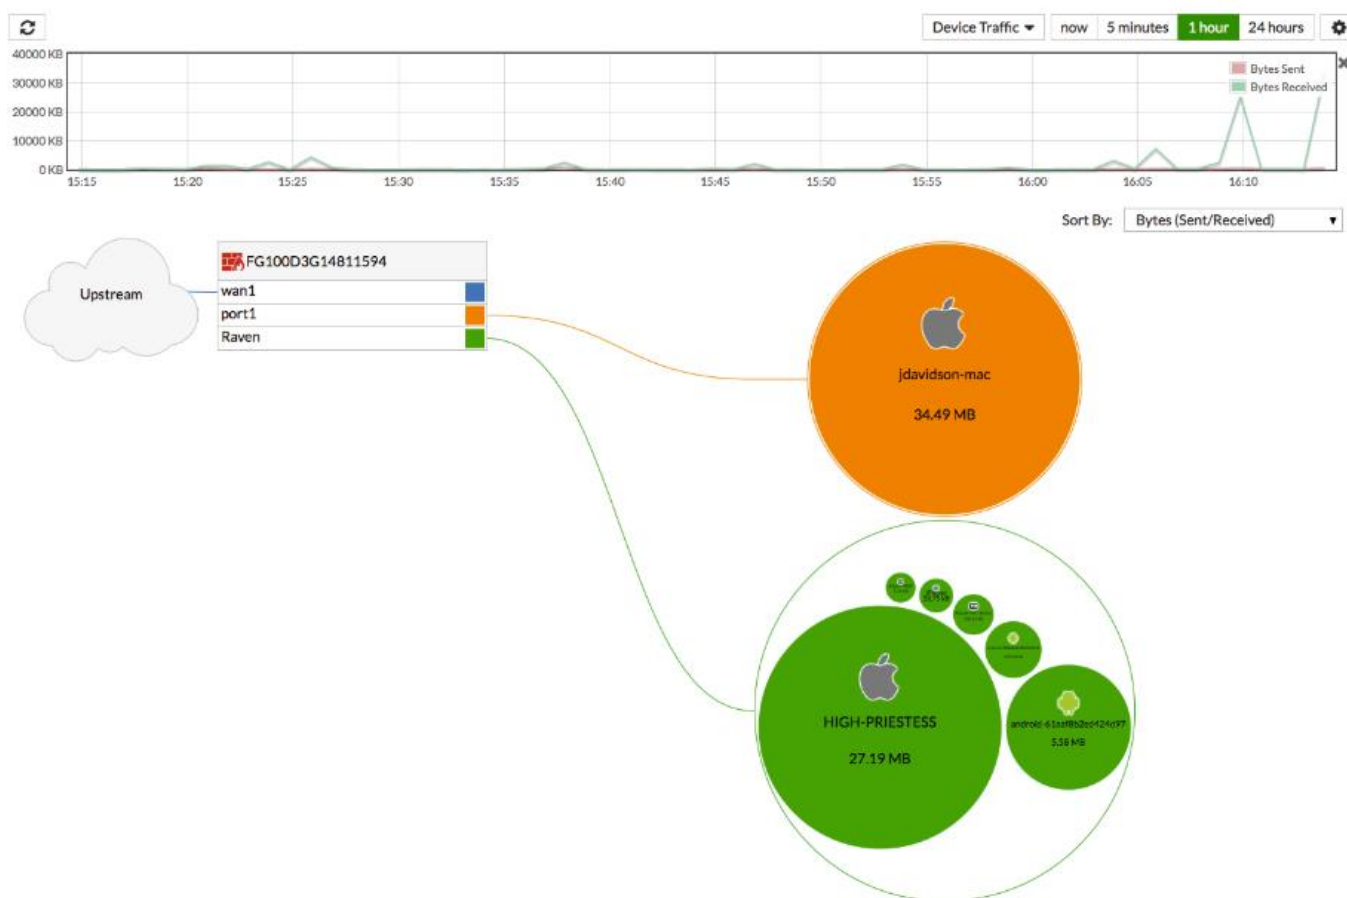 Device Traffic
now
5 minutes
1 hour
24 hours
40000 KB
30000 KB
20000 KB
10000 KB
0 KB
Bytes Sent
Bytes Received
15:15
15:20
15:25
15:30
15:35
15:40
15:45
15:50
15:55
16:00
16:05
16:10
Sort By:
Bytes (Sent/Received)
Upstream
FG100D3G14811594
wan1
port1
Raven
jdavidson-mac
34.49 MB
HIGH-PRIESTESS
27.19 MB
5.58 MB